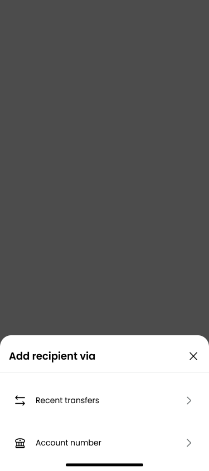 Add recipient via
Recent transfers
Account number